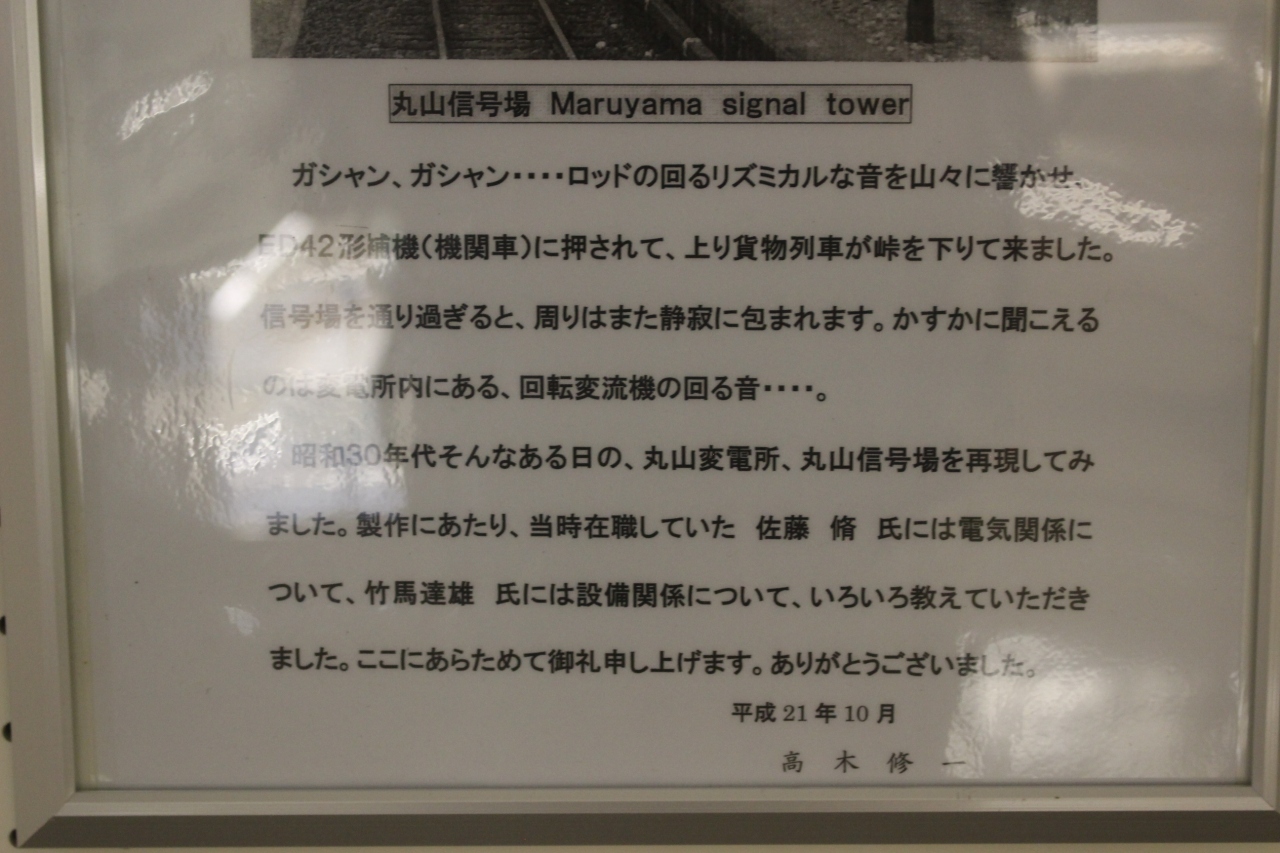 丸山信号場 Maruyama signal tower
ガシャン、ガシャン・・・・ロッドの回るリズミカルな音を山々に響かせ
ED42形補機（機関車）に押されて、上り貨物列車が峠を下りて来ました。
信号場を通り過ぎると、周りはまた静寂に包まれます。かすかに聞こえる
のは変電所内にある、回転変流機の回る音・・・・。
昭和30年代そんなある日の、丸山変電所、丸山信号場を再現してみ
ました。製作にあたり、当時在職していた 佐藤 脩 氏には電気関係に
ついて、竹馬達雄 氏には設備関係について、いろいろ教えていただき
ました。ここにあらためて御礼申し上げます。ありがとうございました。
平成21年10月
高木修一